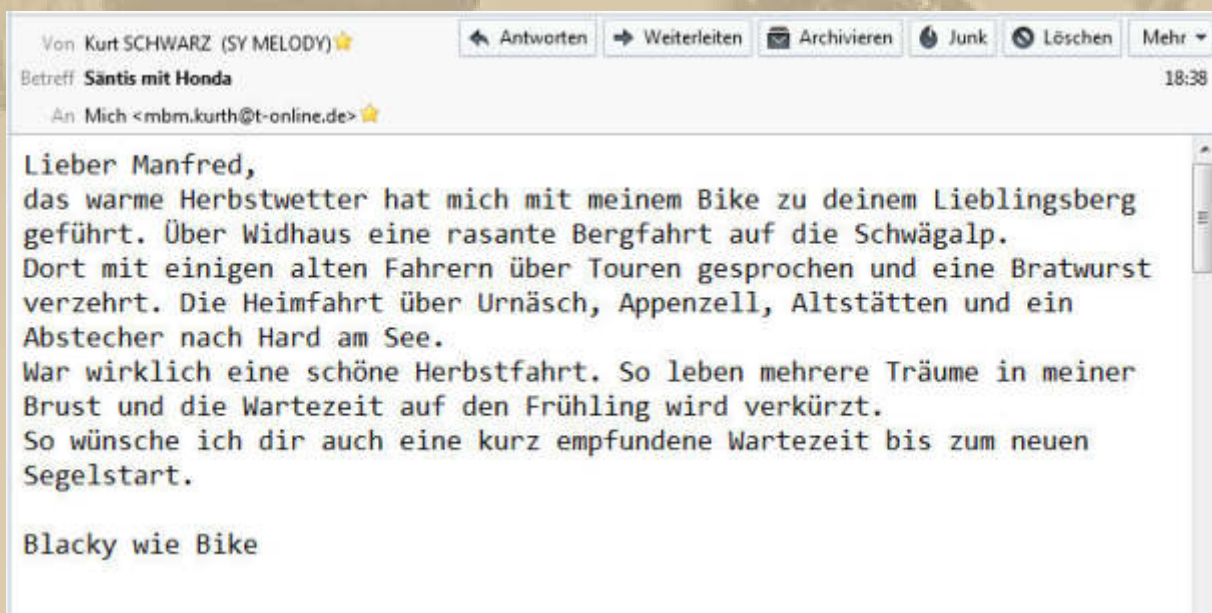 Von Kurt SCHWARZ (SY MELODY) Antworten Weiterleiten Archivieren Junk Löschen Mehr
Betreff Säntis mit Honda 18:38
An Mich <mbm.kurth@t-online.de>
Lieber Manfred,
das warme Herbstwetter hat mich mit meinem Bike zu deinem Lieblingsberg
geführt. Über Widhaus eine rasante Bergfahrt auf die Schwägalp.
Dort mit einigen alten Fahrern über Touren gesprochen und eine Bratwurst
verzehrt. Die Heimfahrt über Urnäsch, Appenzell, Altstätten und ein
Abstecher nach Hard am See.
War wirklich eine schöne Herbstfahrt. So leben mehrere Träume in meiner
Brust und die Wartezeit auf den Frühling wird verkürzt.
So wünsche ich dir auch eine kurz empfundene Wartezeit bis zum neuen
Segelstart.
Blacky wie Bike